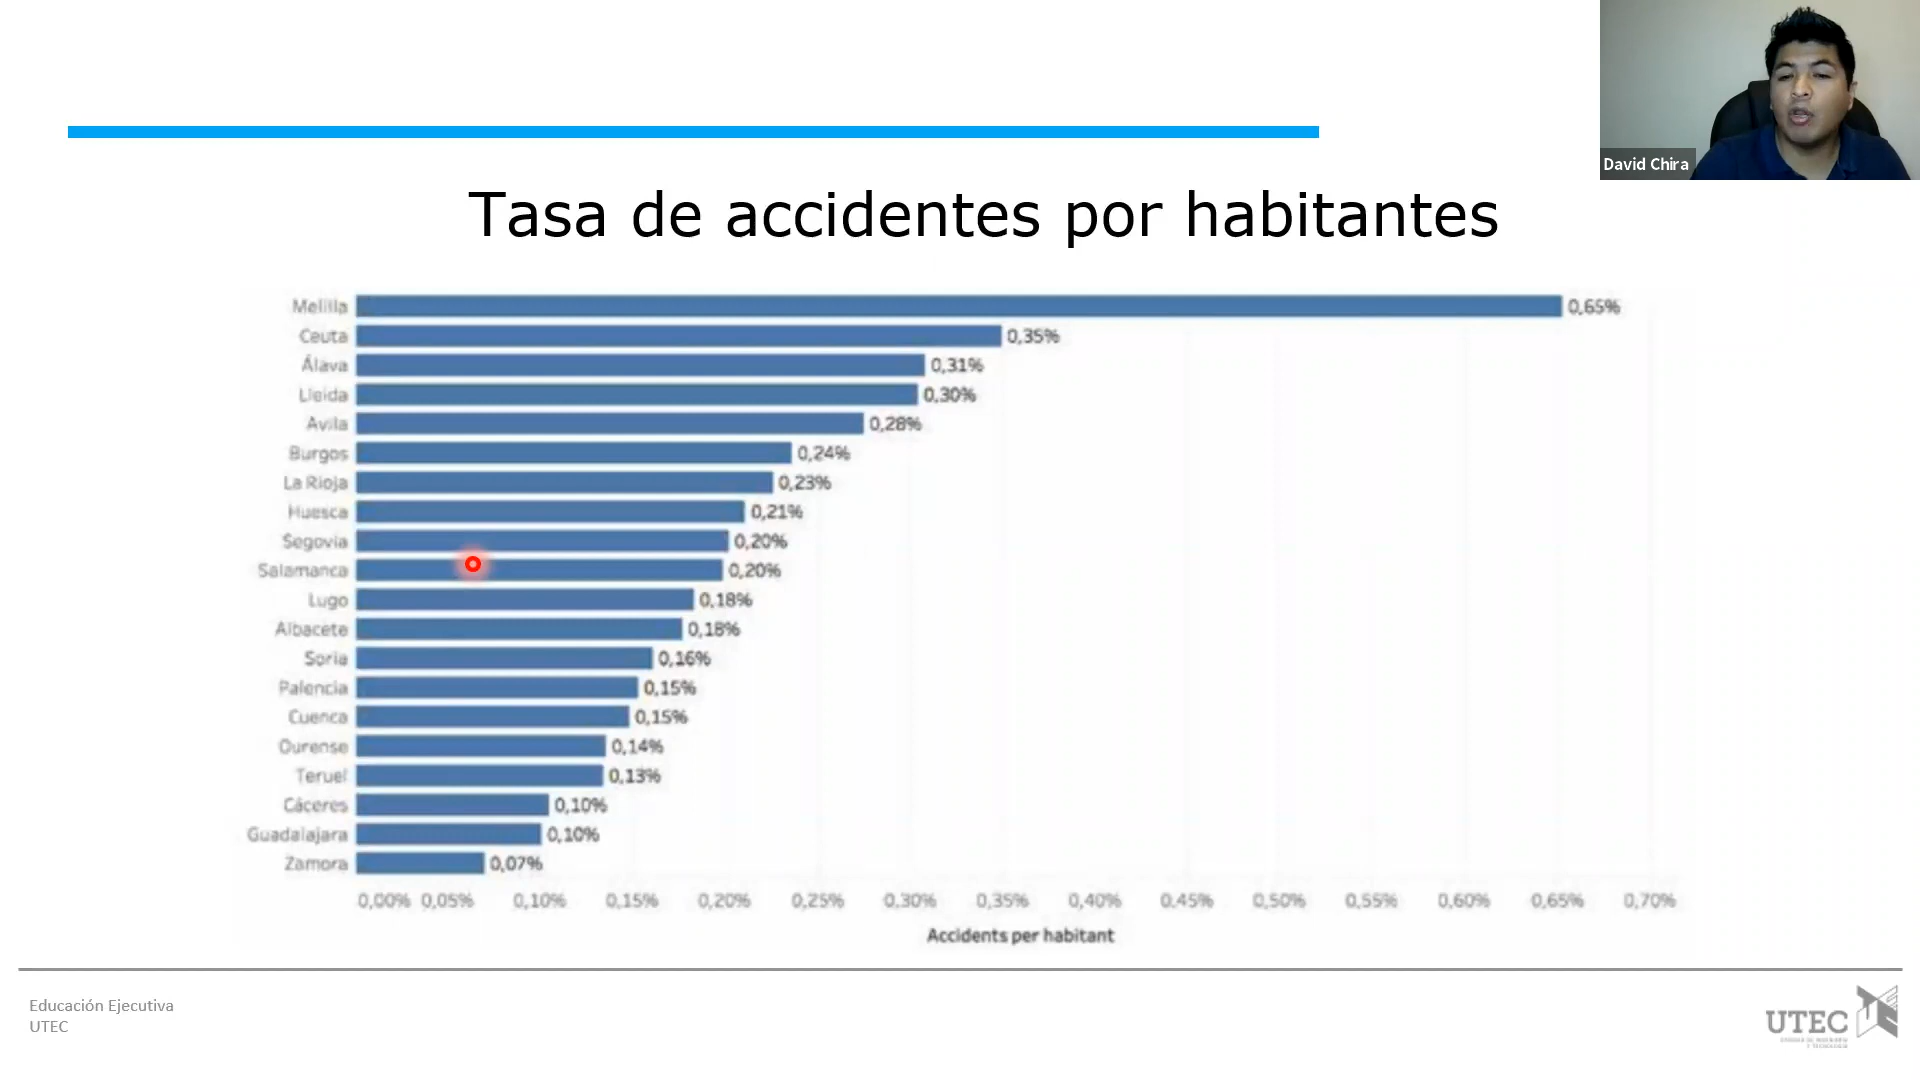 David Chira
Tasa de accidentes por habitantes
Melilla 0,65%
Ceuta 0,35%
Álava 0,31%
Lleida 0,30%
Avila 0,28%
Burgos 0,24%
La Rioja 0,23%
Huesca 0,21%
Segovia 0,20%
Salamanca 0,20%
Lugo 0,18%
Albacete 0,18%
Soria 0,16%
Palencia 0,15%
Cuenca 0,15%
Ourense 0,14%
Teruel 0,13%
Cáceres 0,10%
Guadalajara 0,10%
Zamora 0,07%
0,00% 0,05% 0,10% 0,15% 0,20% 0,25% 0,30% 0,35% 0,40% 0,45% 0,50% 0,55% 0,60% 0,65% 0,70%
Accidents per habitant
Educación Ejecutiva
UTEC
UTEC